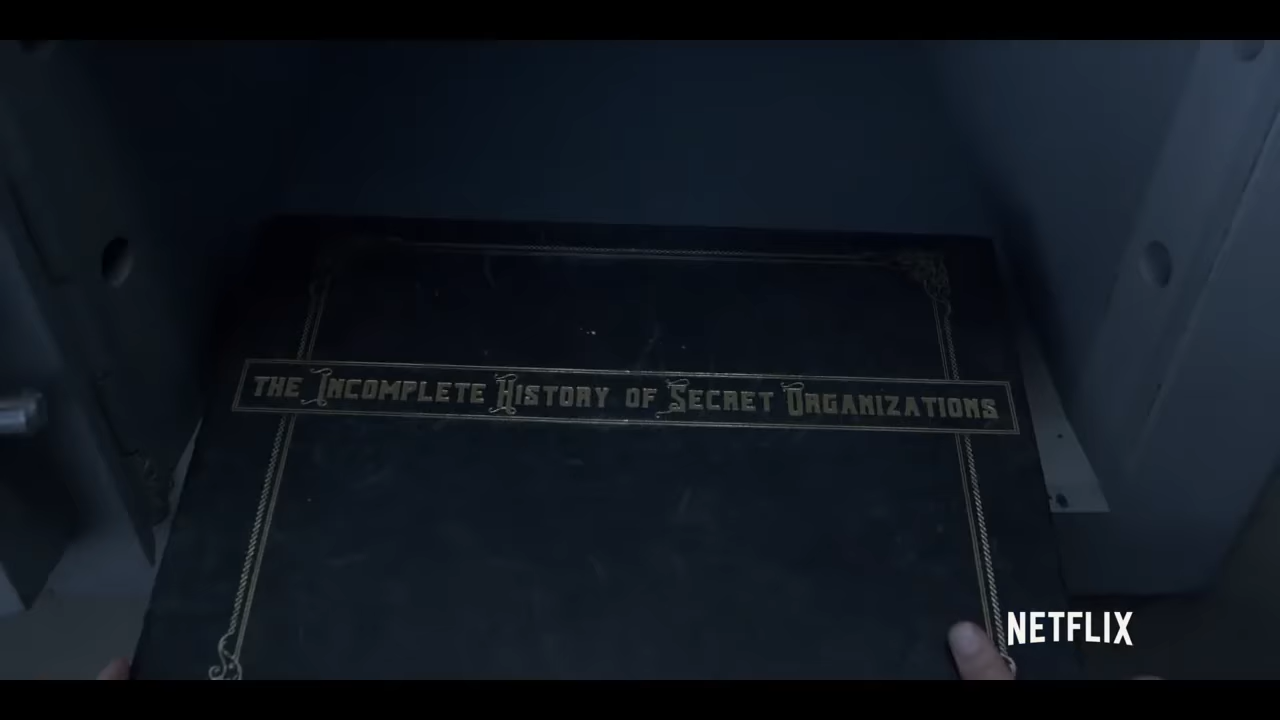 THE INCOMPLETE HISTORY OF SECRET ORGANIZATIONS
NETFLIX